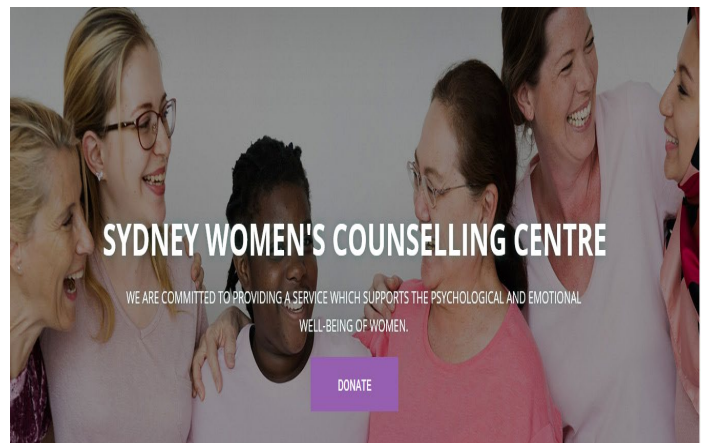 SYDNEY WOMEN'S COUNSELLING CENTRE
WE ARE COMMITTED TO PROVIDING A SERVICE WHICH SUPPORTS THE PSYCHOLOGICAL AND EMOTIONAL
WELL-BEING OF WOMEN.
DONATE